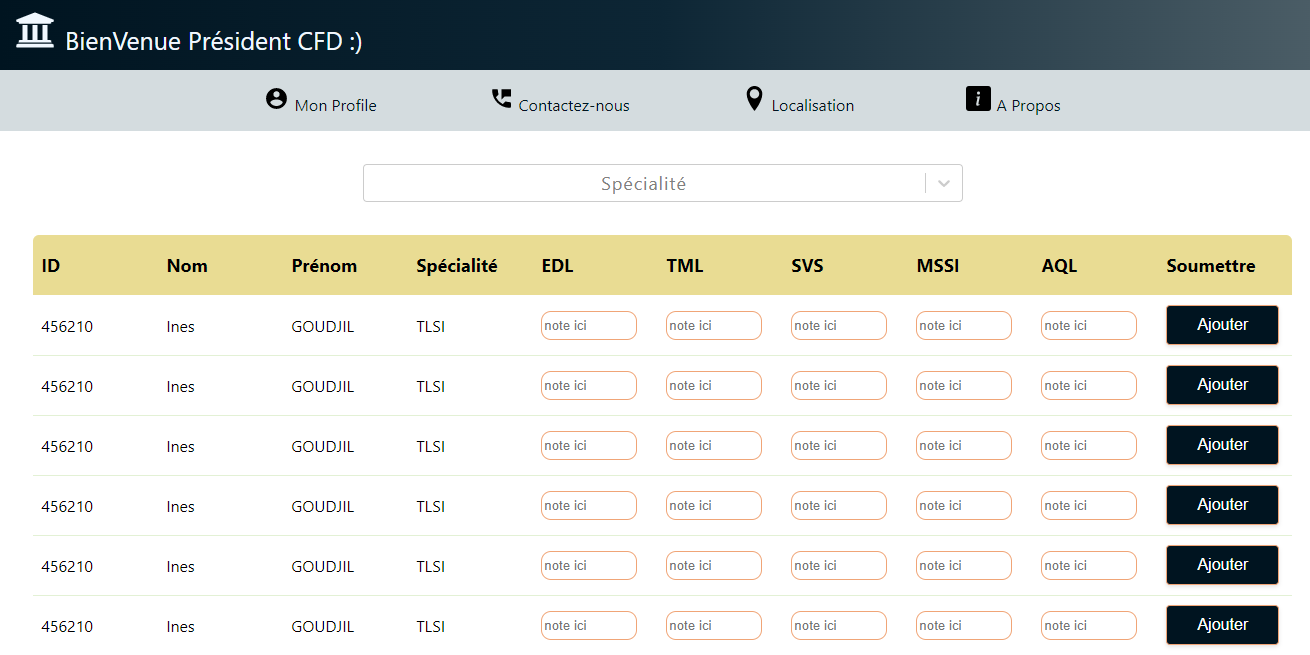 BienVenue Président CFD :)
Mon Profile Contactez-nous Localisation A Propos
Spécialité
ID Nom Prénom Spécialité EDL TML SVS MSSI AQL Soumettre
456210 Ines GOUDJIL TLSI note ici note ici note ici note ici note ici Ajouter
456210 Ines GOUDJIL TLSI note ici note ici note ici note ici note ici Ajouter
456210 Ines GOUDJIL TLSI note ici note ici note ici note ici note ici Ajouter
456210 Ines GOUDJIL TLSI note ici note ici note ici note ici note ici Ajouter
456210 Ines GOUDJIL TLSI note ici note ici note ici note ici note ici Ajouter
456210 Ines GOUDJIL TLSI note ici note ici note ici note ici note ici Ajouter